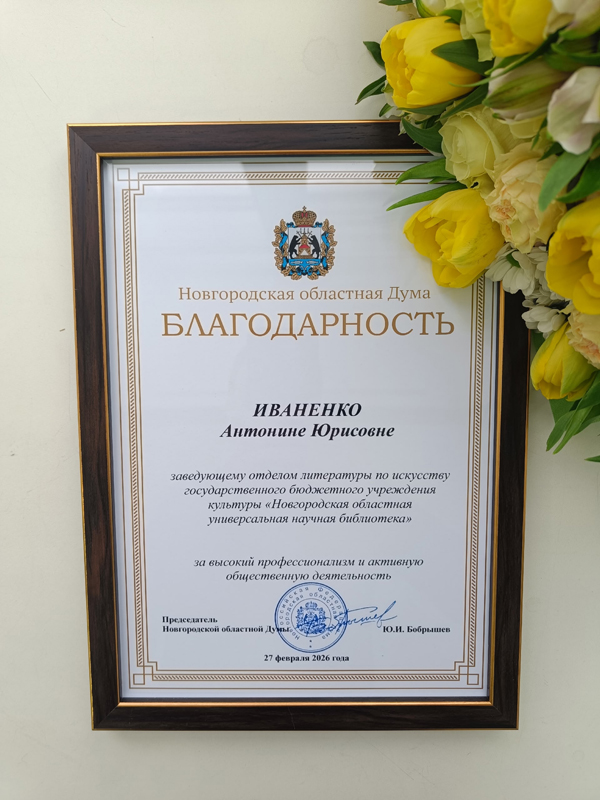 Новгородская областная Дума
БЛАГОДАРНОСТЬ
ИВАНЕНКО
Антонине Юрисовне
заведующему отделом литературы по искусству
государственного бюджетного учреждения
культуры «Новгородская областная
универсальная научная библиотека»
за высокий профессионализм и активную
общественную деятельность
Председатель
Новгородской областной Думы
Ю.И. Бобрышев
27 февраля 2026 года